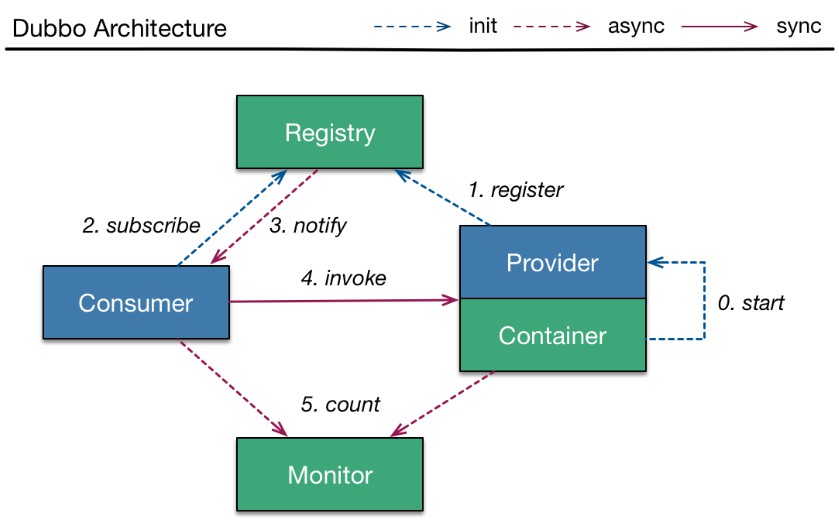 Dubbo Architecture
init
async
sync
Registry
1. register
2. subscribe
3. notify
Provider
4. invoke
Consumer
0. start
Container
5. count
Monitor